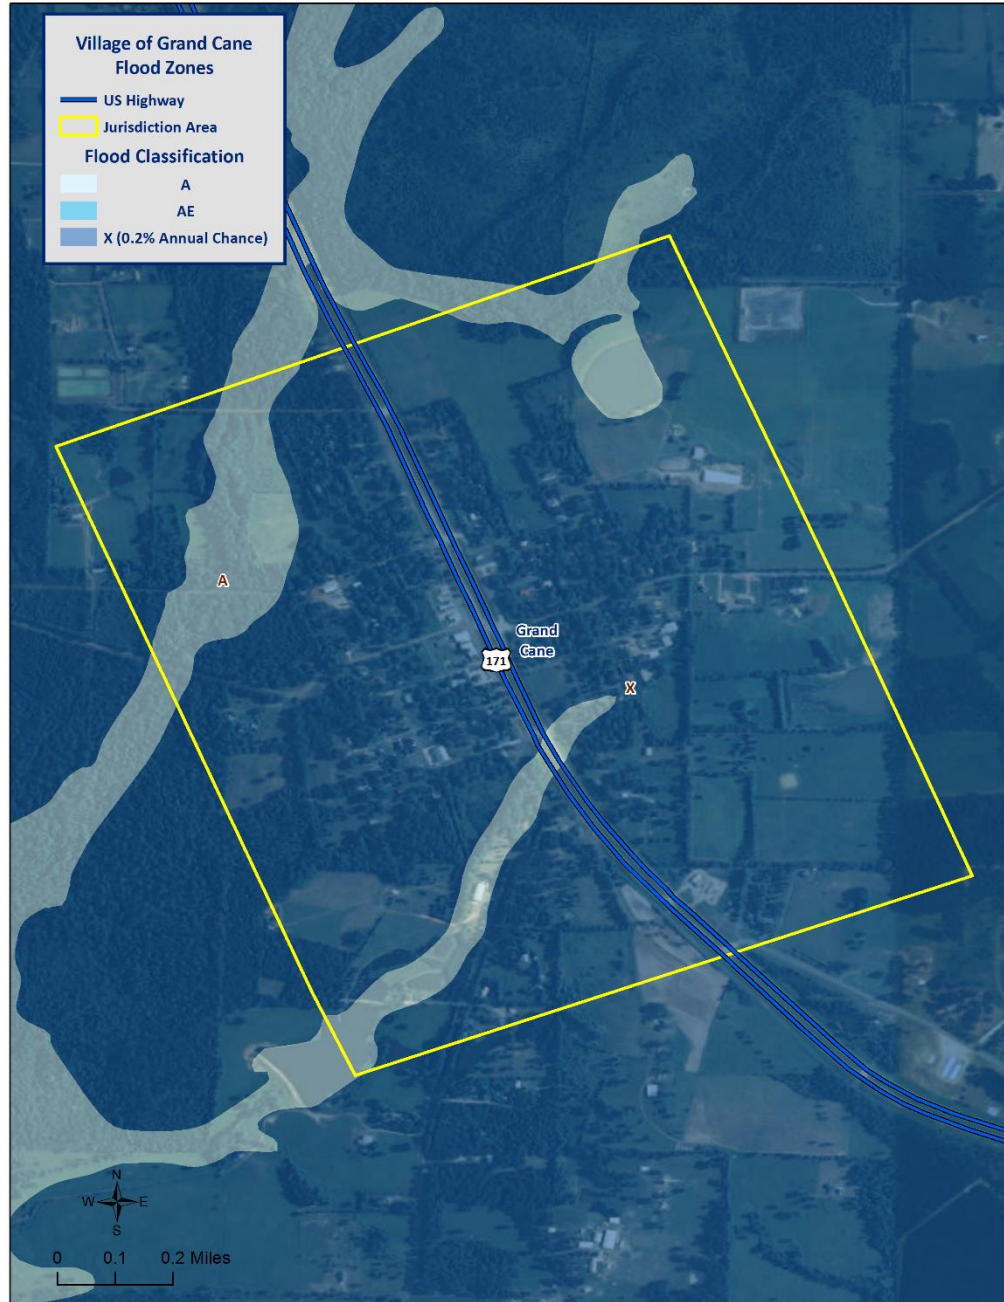 Village of Grand Cane
Flood Zones
US Highway
Jurisdiction Area
Flood Classification
A
AE
X (0.2% Annual Chance)
A
Grand
Cane
171
X
N
W E
S
0 0.1 0.2 Miles